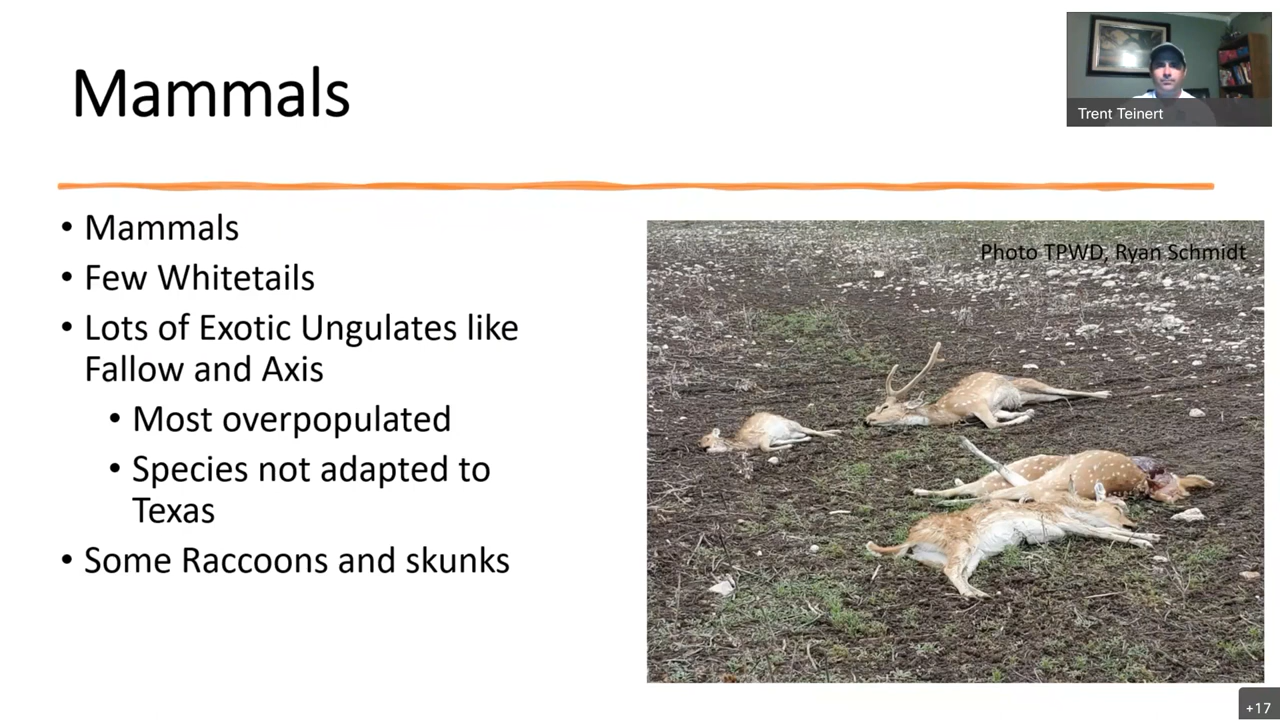 Mammals
Trent Teinert
• Mammals
• Few Whitetails
• Lots of Exotic Ungulates like
Fallow and Axis
• Most overpopulated
• Species not adapted to
Texas
• Some Raccoons and skunks
Photo TPWD, Ryan Schmidt
+17